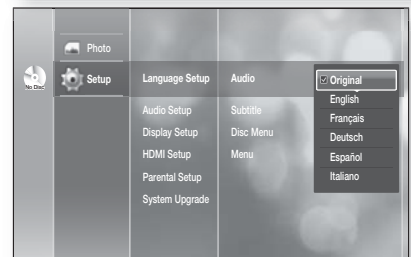 Photo
No Disc
Setup
Language Setup
Audio Setup
Display Setup
HDMI Setup
Parental Setup
System Upgrade
Audio
Subtitle
Disc Menu
Menu
Original
English
Français
Deutsch
Español
Italiano